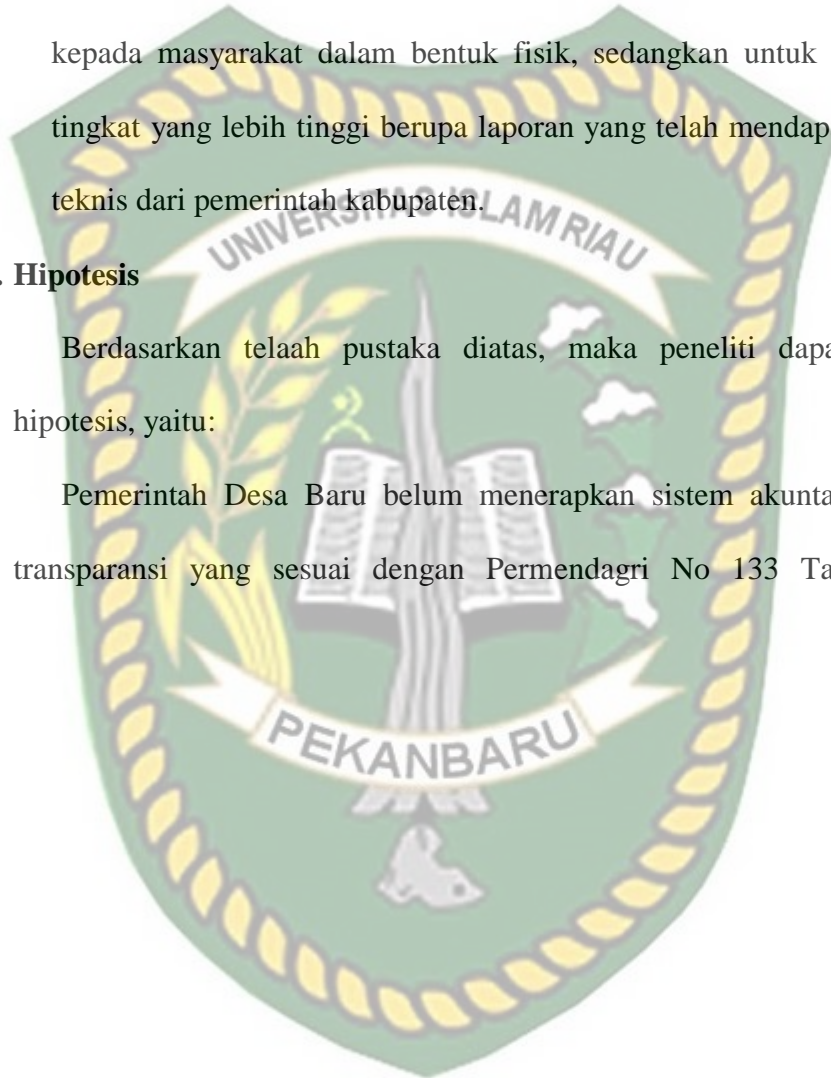 kepada masyarakat dalam bentuk fisik, sedangkan untuk
tingkat yang lebih tinggi berupa laporan yang telah mendapa
teknis dari pemerintah kabupaten.
UNIVERSITAS ISLAM RIAU
. Hipotesis
Berdasarkan telaah pustaka diatas, maka peneliti dapa
hipotesis, yaitu:
Pemerintah Desa Baru belum menerapkan sistem akunta
transparansi yang sesuai dengan Permendagri No 133 Ta
PEKANBARU